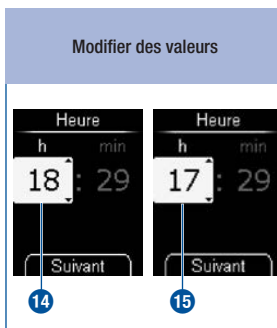 Modifier des valeurs
Heure
h min
18 : 29
Suivant
14
Heure
h min
17 : 29
Suivant
15